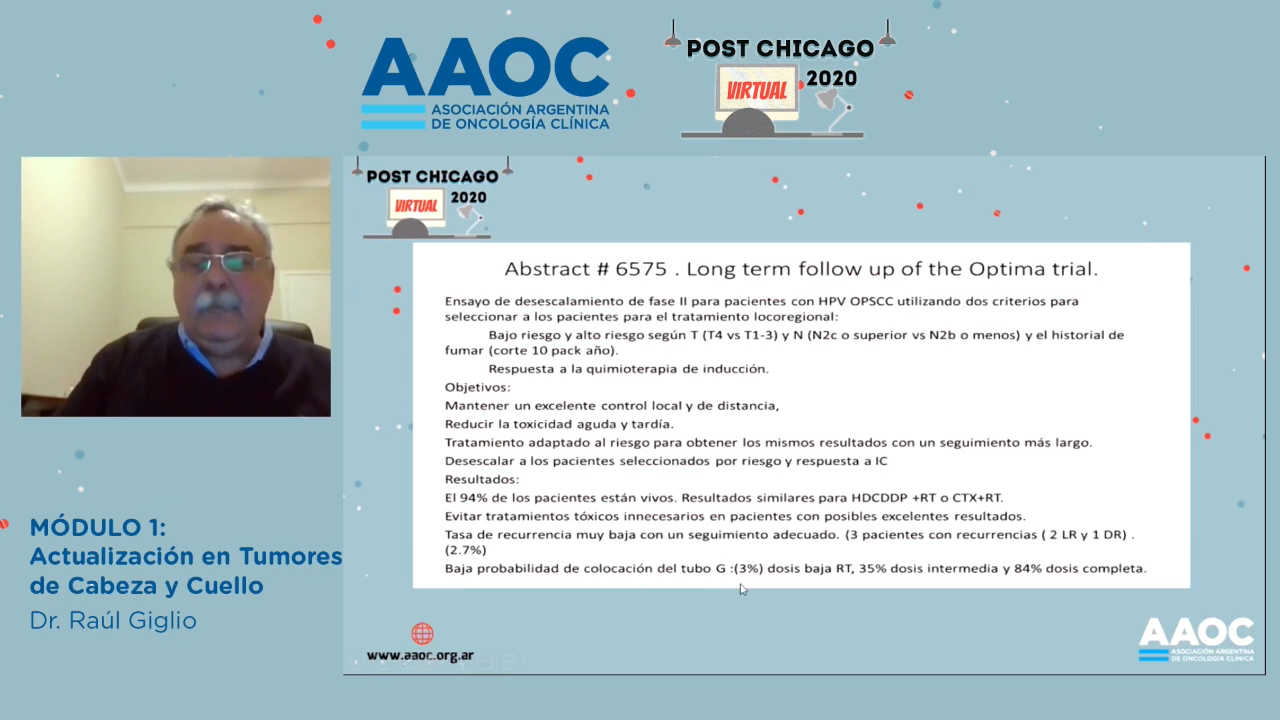 AAOC
ASOCIACIÓN ARGENTINA
DE ONCOLOGÍA CLÍNICA
POST CHICAGO
2020
VIRTUAL
POST CHICAGO
2020
VIRTUAL
Abstract # 6575 . Long term follow up of the Optima trial.
Ensayo de desescalamiento de fase II para pacientes con HPV OPSCC utilizando dos criterios para
seleccionar a los pacientes para el tratamiento locoregional:
Bajo riesgo y alto riesgo según T (T4 vs T1-3) y N (N2c o superior vs N2b o menos) y el historial de
fumar (corte 10 pack año).
Respuesta a la quimioterapia de inducción.
Objetivos:
Mantener un excelente control local y de distancia,
Reducir la toxicidad aguda y tardía.
Tratamiento adaptado al riesgo para obtener los mismos resultados con un seguimiento más largo.
Desescalar a los pacientes seleccionados por riesgo y respuesta a IC
Resultados:
El 94% de los pacientes están vivos. Resultados similares para HDCDDP +RT o CTX+RT.
Evitar tratamientos tóxicos innecesarios en pacientes con posibles excelentes resultados.
Tasa de recurrencia muy baja con un seguimiento adecuado. (3 pacientes con recurrencias ( 2 LR y 1 DR) .
(2.7%)
Baja probabilidad de colocación del tubo G :(3%) dosis baja RT, 35% dosis intermedia y 84% dosis completa.
MÓDULO 1:
Actualización en Tumores
de Cabeza y Cuello
Dr. Raúl Giglio
www.aaoc.org.ar
AAOC
ASOCIACIÓN ARGENTINA
DE ONCOLOGÍA CLÍNICA